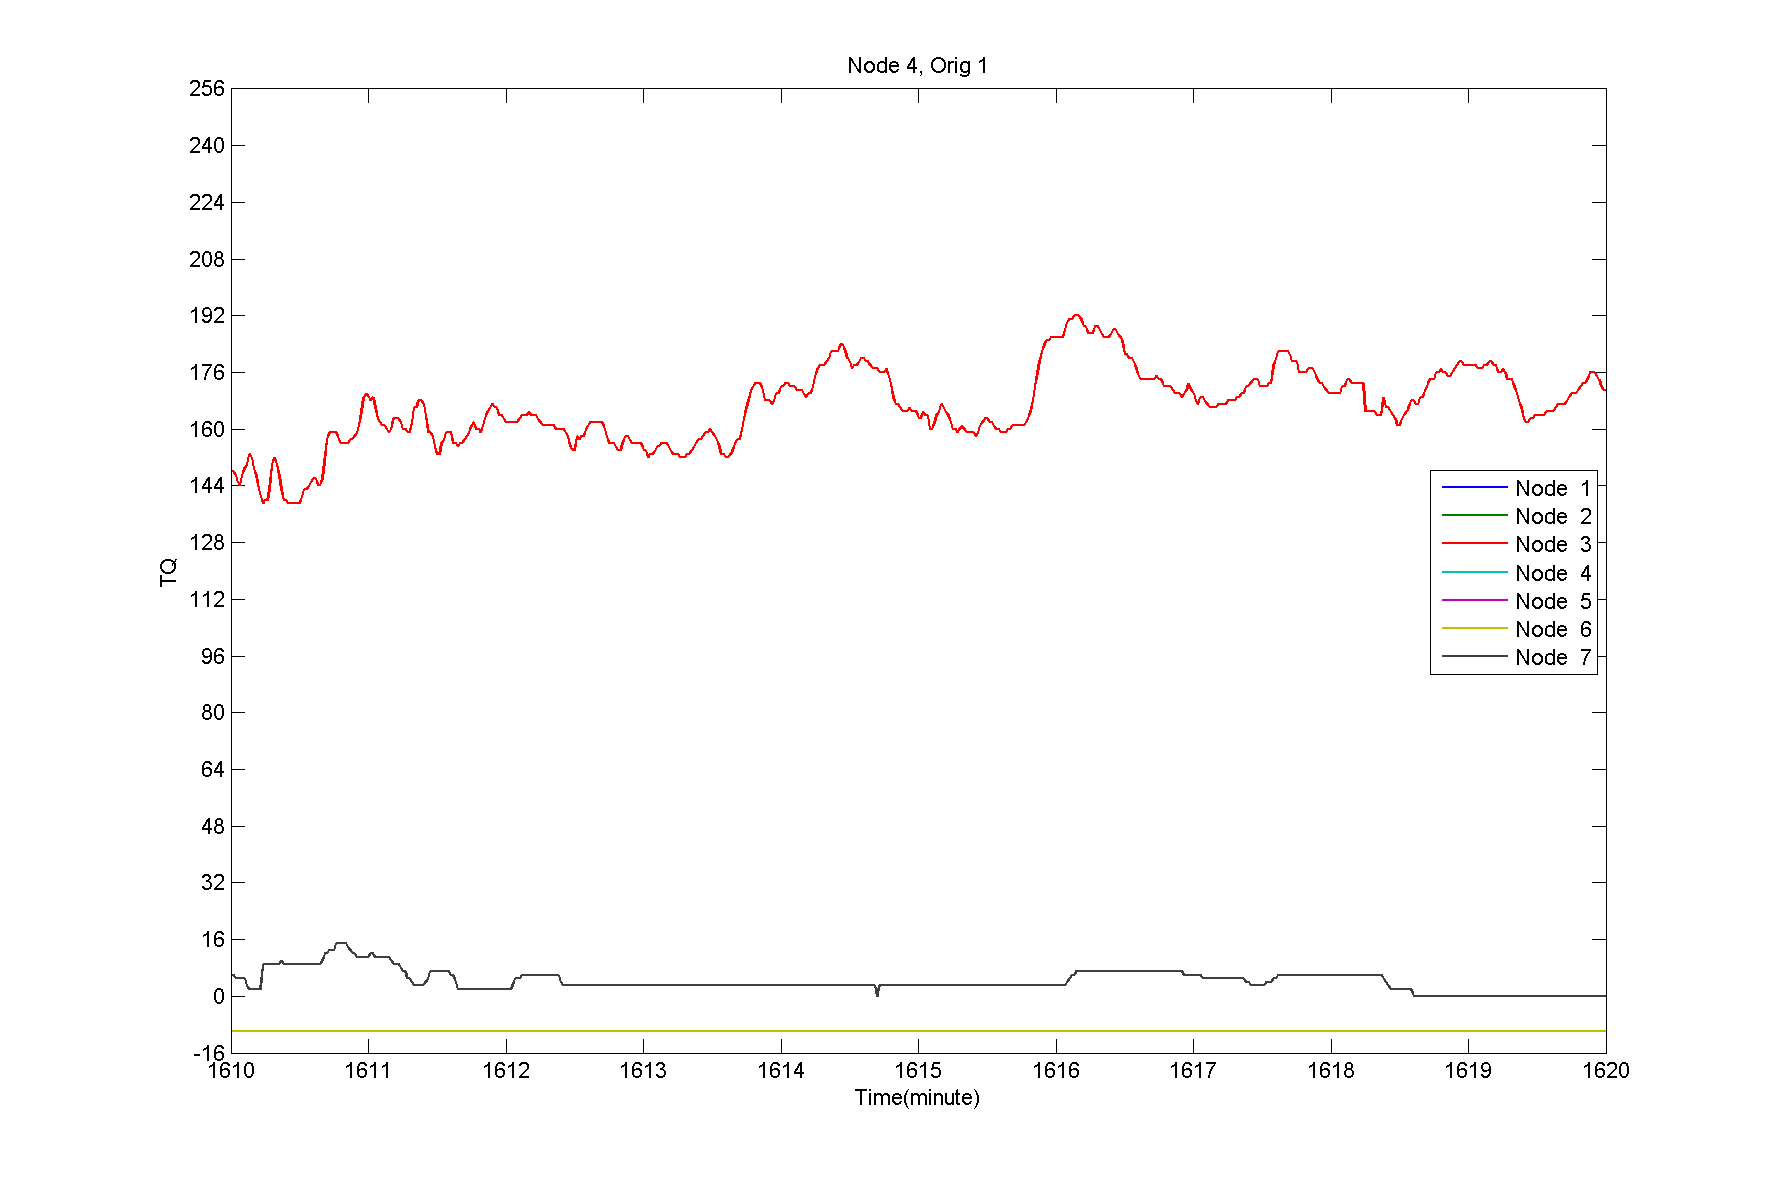 Node 4, Orig 1
256
240
224
208
192
176
160
144
128
112
96
80
64
48
32
16
0
-16
TQ
Node 1
Node 2
Node 3
Node 4
Node 5
Node 6
Node 7
1610 1611 1612 1613 1614 1615 1616 1617 1618 1619 1620
Time(minute)